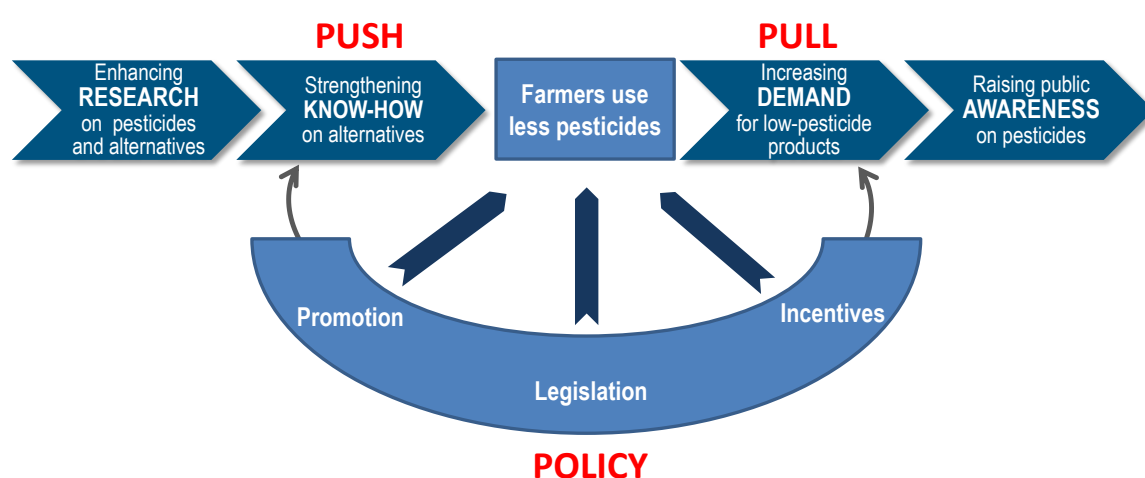 PUSH
PULL
Enhancing
RESEARCH
on pesticides
and alternatives
Strengthening
KNOW-HOW
on alternatives
Farmers use
less pesticides
Increasing
DEMAND
for low-pesticide
products
Raising public
AWARENESS
on pesticides
Promotion
Incentives
Legislation
POLICY